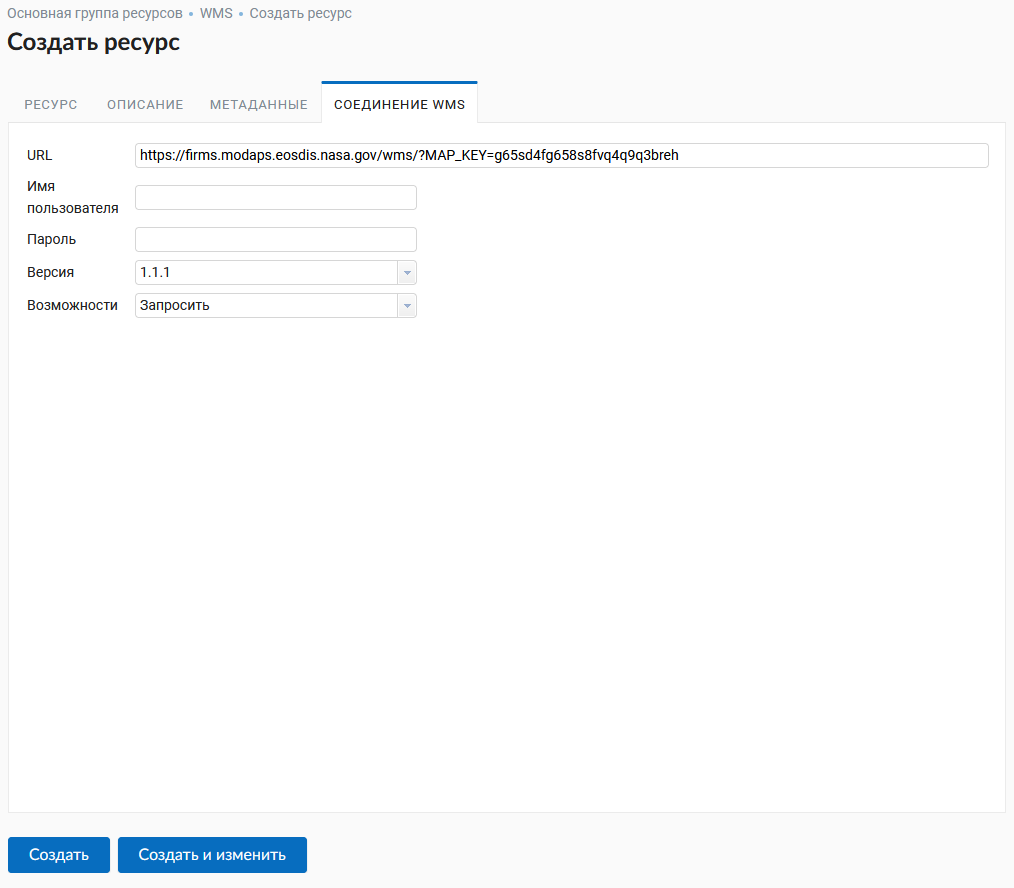 Основная группа ресурсов • WMS • Создать ресурс
Создать ресурс
РЕСУРС ОПИСАНИЕ МЕТАДАННЫЕ СОЕДИНЕНИЕ WMS
URL https://firms.modaps.eosdis.nasa.gov/wms/?MAP_KEY=g65sd4fg658s8fvq4q9q3breh
Имя
пользователя
Пароль
Версия 1.1.1
Возможности Запросить
Создать Создать и изменить